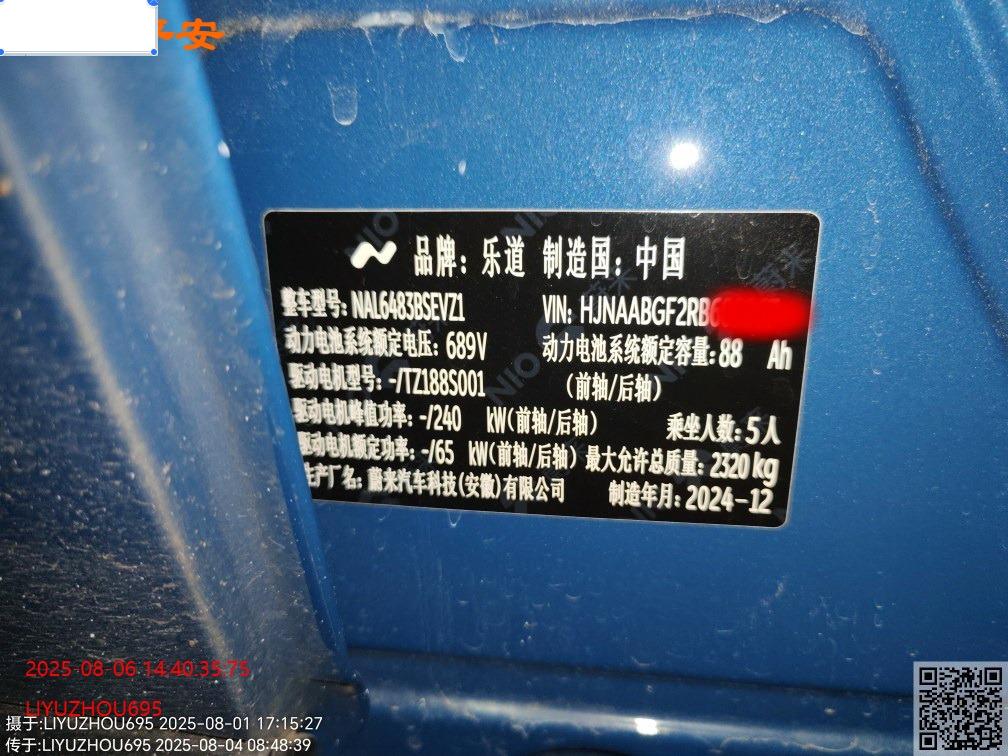 平安
品牌：乐道 制造国：中国
整车型号：NAL6483BSEVZ1 VIN：HJNAABGF2RB
动力电池系统额定电压：689V 动力电池系统额定容量：88 Ah
驱动电机型号：-/TZ188S001 （前轴/后轴）
驱动电机峰值功率：-/240 kW（前轴/后轴） 乘坐人数：5人
驱动电机额定功率：-/65 kW（前轴/后轴） 最大允许总质量：2320kg
生产厂名：蔚来汽车科技（安徽）有限公司 制造年月：2024-12
NIO 蔚来
2025-08-06 14:40:35:75
LIYUZHOU695
摄于:LIYUZHOU695 2025-08-01 17:15:27
传于:LIYUZHOU695 2025-08-04 08:48:39